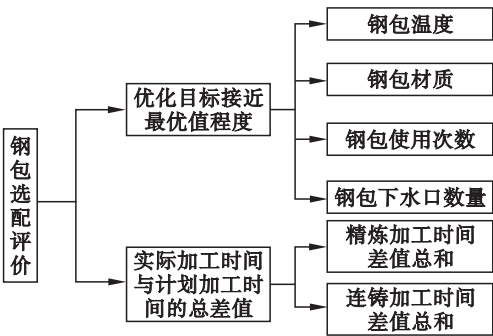 钢包选配评价
优化目标接近
最优值程度
实际加工时间
与计划加工时
间的总差值
钢包温度
钢包材质
钢包使用次数
钢包下水口数量
精炼加工时间
差值总和
连铸加工时间
差值总和